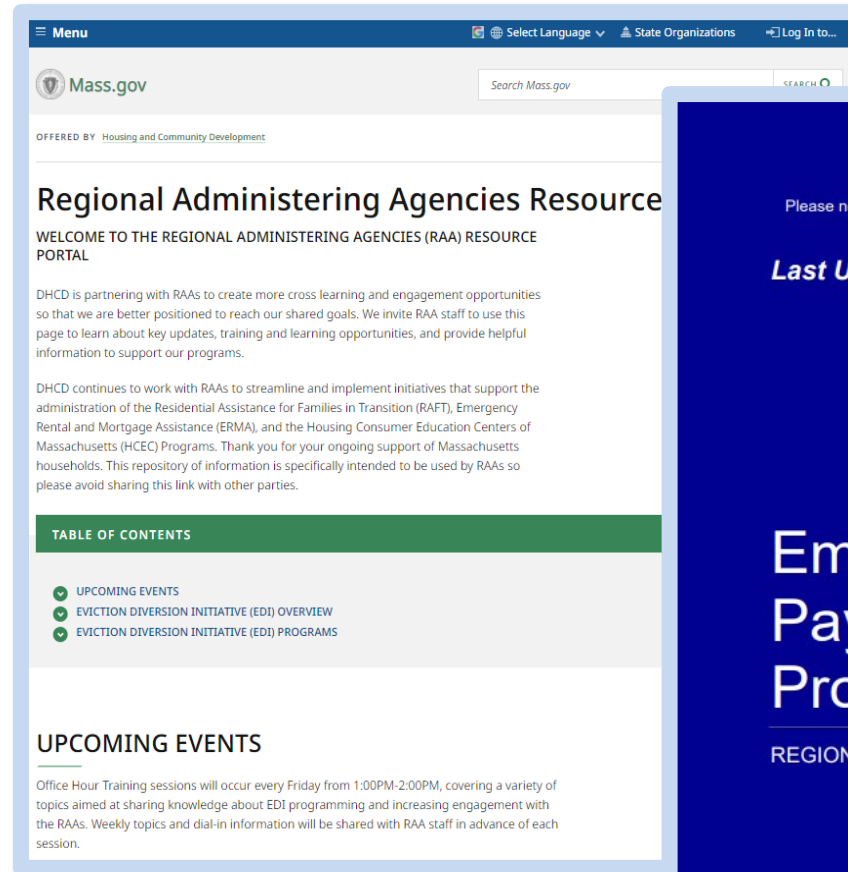 Menu
Select Language
State Organizations
Log In to...
Mass.gov
Search Mass.gov
SEARCH
OFFERED BY Housing and Community Development
Regional Administering Agencies Resource
WELCOME TO THE REGIONAL ADMINISTERING AGENCIES (RAA) RESOURCE
PORTAL
DHCD is partnering with RAAs to create more cross learning and engagement opportunities
so that we are better positioned to reach our shared goals. We invite RAA staff to use this
page to learn about key updates, training and learning opportunities, and provide helpful
information to support our programs.
DHCD continues to work with RAAs to streamline and implement initiatives that support the
administration of the Residential Assistance for Families in Transition (RAFT), Emergency
Rental and Mortgage Assistance (ERMA), and the Housing Consumer Education Centers of
Massachusetts (HCEC) Programs. Thank you for your ongoing support of Massachusetts
households. This repository of information is specifically intended to be used by RAAs so
please avoid sharing this link with other parties.
TABLE OF CONTENTS
UPCOMING EVENTS
EVICTION DIVERSION INITIATIVE (EDI) OVERVIEW
EVICTION DIVERSION INITIATIVE (EDI) PROGRAMS
UPCOMING EVENTS
Office Hour Training sessions will occur every Friday from 1:00PM-2:00PM, covering a variety of
topics aimed at sharing knowledge about EDI programming and increasing engagement with
the RAAs. Weekly topics and dial-in information will be shared with RAA staff in advance of each
session.
Please
Last